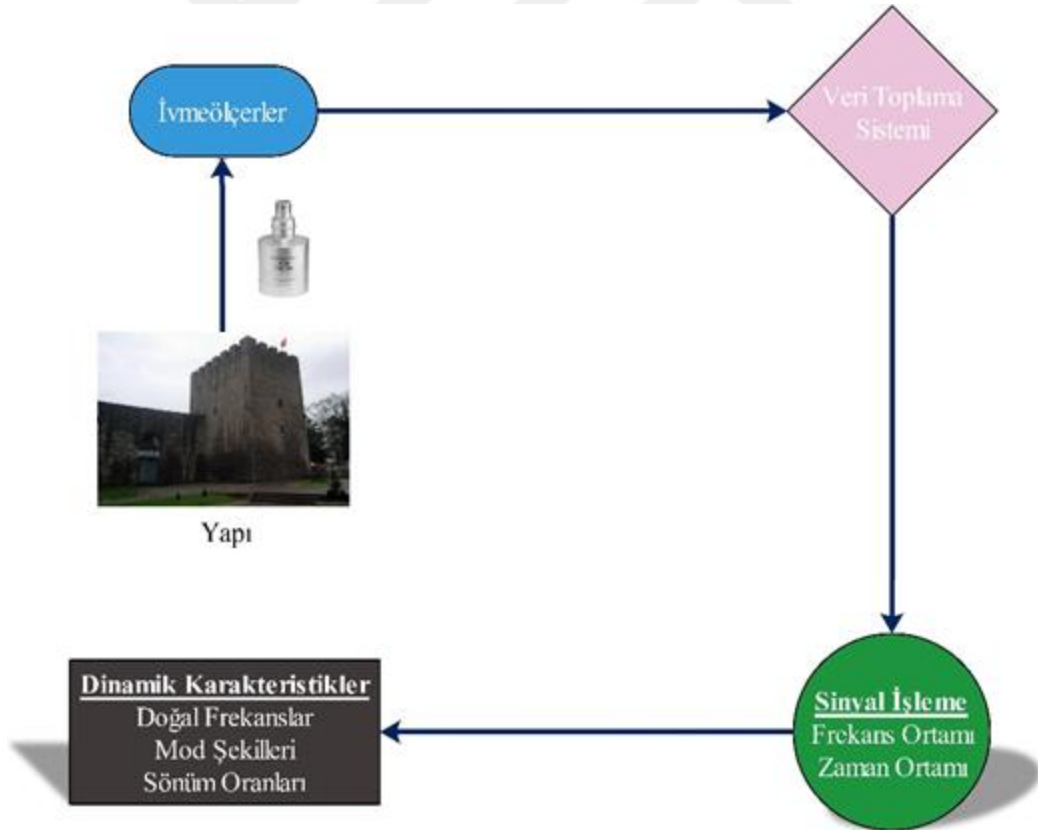 İvmeölçerler
Veri Toplama
Sistemi
Yapı
Dinamik Karakteristikler
Doğal Frekanslar
Mod Şekilleri
Sönüm Oranları
Sinyal İşleme
Frekans Ortamı
Zaman Ortamı